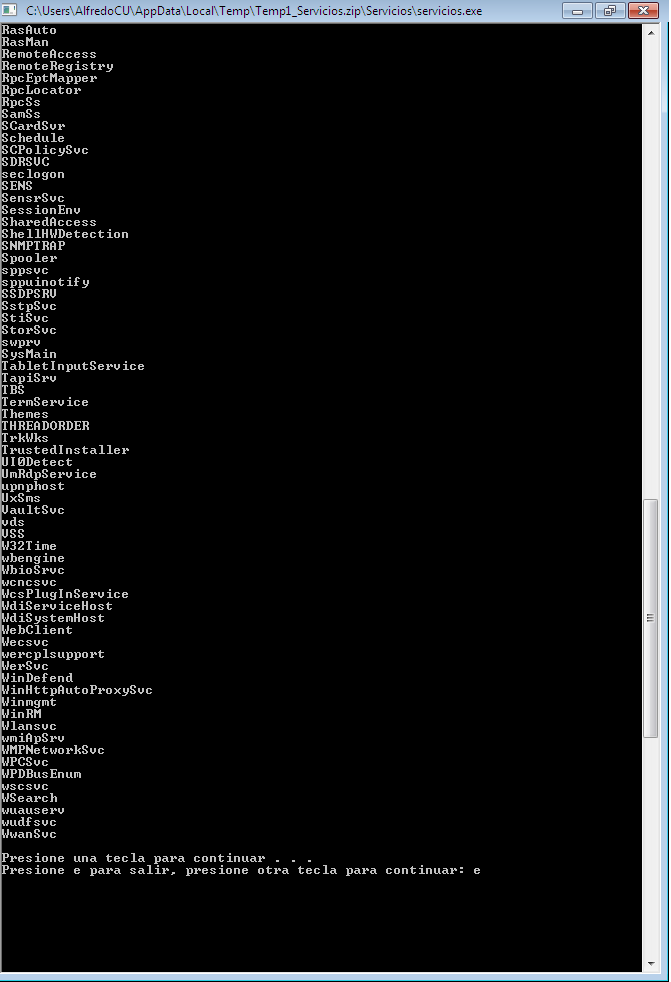 C:\Users\AlfredoCU\AppData\Local\Temp\Temp1_Servicios.zip\Servicios\servicios.exe
RasAuto
RasMan
RemoteAccess
RemoteRegistry
RpcEptMapper
RpcLocator
RpcSs
SamSs
SCardSvr
Schedule
SCPolicySvc
SDRSVC
seclogon
SENS
SensrSvc
SessionEnv
SharedAccess
ShellHWDetection
SNMPTRAP
Spooler
sppsvc
sppuinotify
SSDPSRV
SstpSvc
StiSvc
StorSvc
swprv
SysMain
TabletInputService
TapiSrv
TBS
TermService
Themes
THREADORDER
TrkWks
TrustedInstaller
UI0Detect
UmRdpService
upnphost
UxSms
VaultSvc
vds
VSS
W32Time
wbengine
WbioSrvc
wcncsvc
WcsPlugInService
WdiServiceHost
WdiSystemHost
WebClient
Wecsvc
wercplsupport
WerSvc
WinDefend
WinHttpAutoProxySvc
Winmgmt
WinRM
Wlansvc
wmiApSrv
WMPNetworkSvc
WPCSvc
WPDBusEnum
wscsvc
WSearch
wuauserv
wudfsvc
WwanSvc
Presione una tecla para continuar . . .
Presione e para salir, presione otra tecla para continuar: e